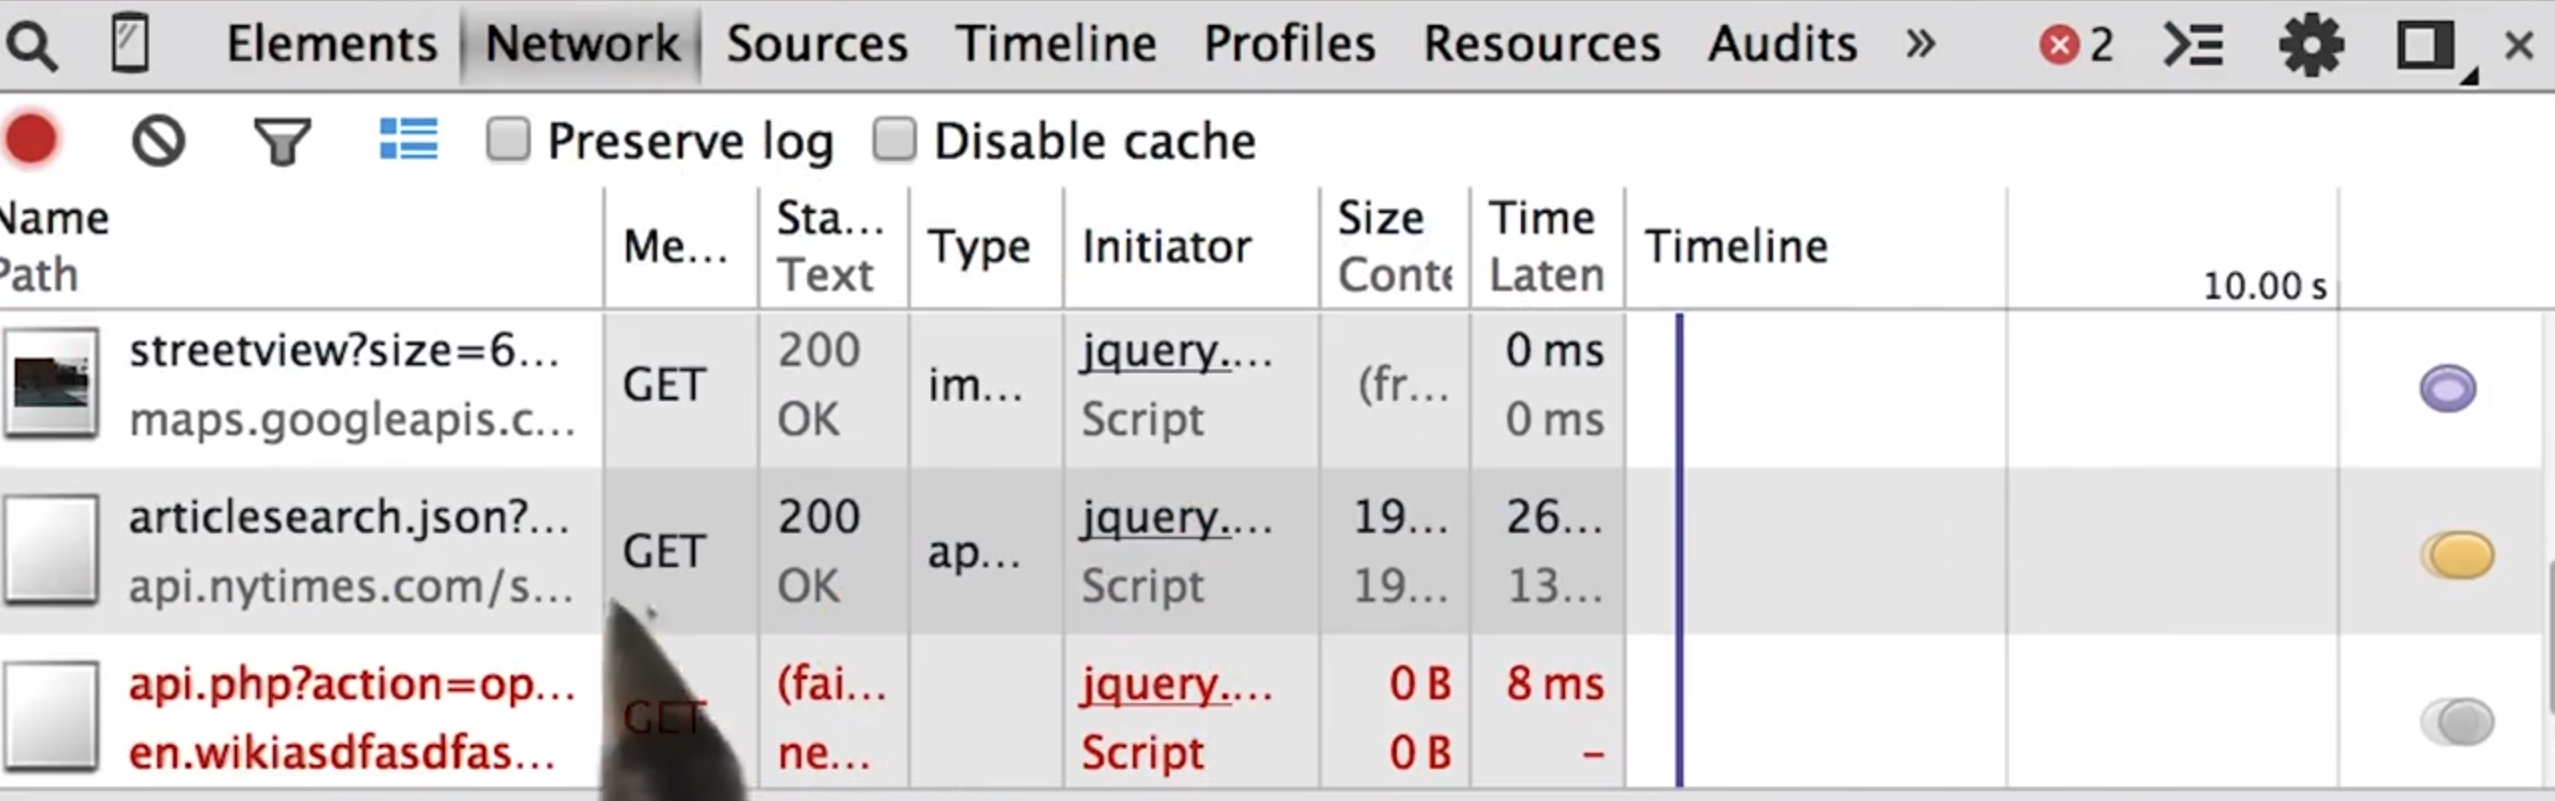 Elements Network Sources Timeline Profiles Resources Audits » 2
Preserve log Disable cache
Name Me... Sta... Type Initiator Size Time Timeline
Path Text Conte Laten 10.00 s
streetview?size=6... GET 200 im... jquery.... (fr... 0 ms
maps.googleapis.c... OK Script 0 ms
articlesearch.json?... GET 200 ap... jquery.... 19... 26...
api.nytimes.com/s... OK Script 19... 13...
api.php?action=op... GET (fai... jquery.... 0 B 8 ms
en.wikiasdfasdfas... ne... Script 0 B –